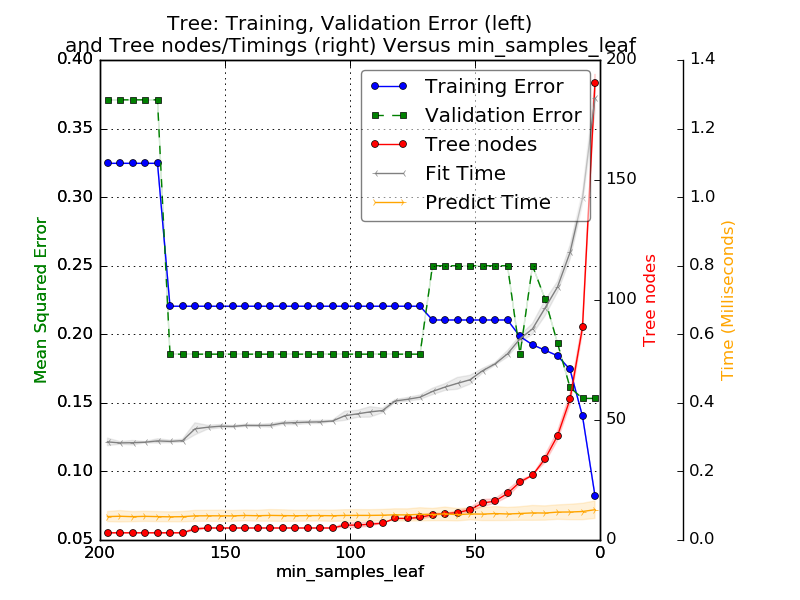 Tree: Training, Validation Error (left)
and Tree nodes/Timings (right) Versus min_samples_leaf
Training Error
Validation Error
Tree nodes
Fit Time
Predict Time
Mean Squared Error
0.40
0.35
0.30
0.25
0.20
0.15
0.10
0.05
200
150
100
50
0
min_samples_leaf
200
150
100
50
0
Tree nodes
1.4
1.2
1.0
0.8
0.6
0.4
0.2
0.0
Time (Milliseconds)